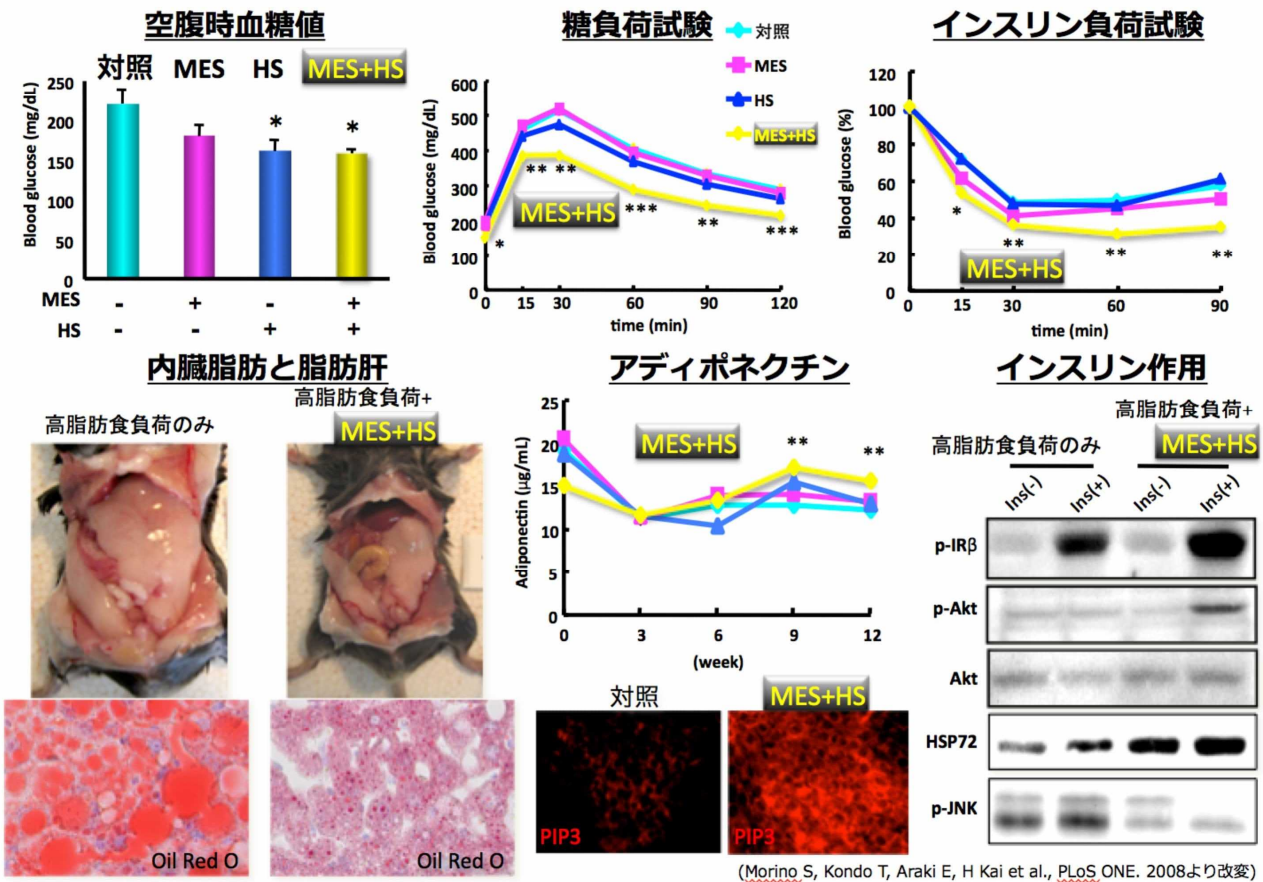 空腹時血糖値
対照 MES HS MES+HS
Blood glucose (mg/dL)
250
200
150
100
50
0
* *
MES - + - +
HS - - + +
糖負荷試験
対照
MES
HS
MES+HS
Blood glucose (mg/dL)
600
500
400
300
200
100
0
* ** ** *** ** ***
MES+HS
0 15 30 60 90 120
time (min)
インスリン負荷試験
Blood glucose (%)
120
100
80
60
40
20
0
* ** ** **
MES+HS
0 15 30 60 90
time (min)
内臓脂肪と脂肪肝
高脂肪食負荷のみ
高脂肪食負荷+
MES+HS
Oil Red O
Oil Red O
アディポネクチン
Adiponectin (μg/mL)
25
20
15
10
5
0
MES+HS
** **
0 3 6 9 12
(week)
対照
MES+HS
PIP3
PIP3
インスリン作用
高脂肪食負荷のみ
高脂肪食負荷+
MES+HS
Ins(-) Ins(+) Ins(-) Ins(+)
p-IRβ
p-Akt
Akt
HSP72
p-JNK
(Morino S, Kondo T, Araki E, H Kai et al., PLoS ONE. 2008より改変)